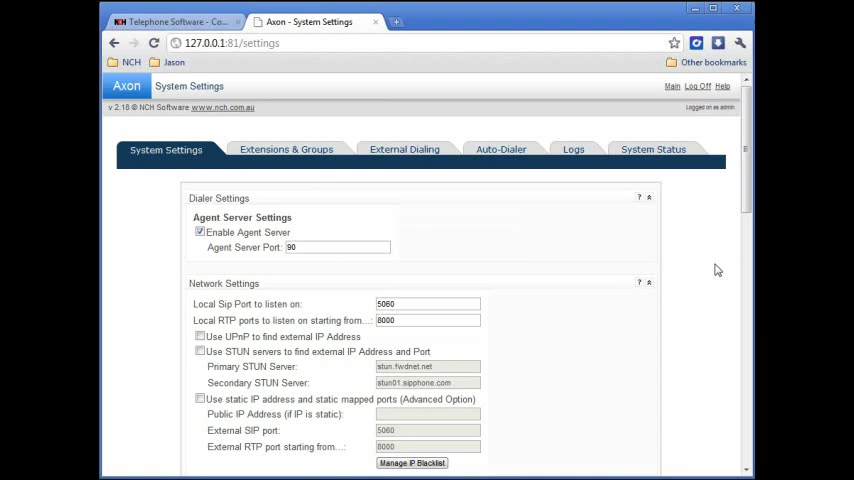 NCH Telephone Software - Co...
Axon - System Settings
127.0.0.1:81/settings
NCH
Jason
Other bookmarks
Axon
System Settings
Main Log Off Help
v 2.18 © NCH Software www.nch.com.au
Logged on as admin
System Settings
Extensions & Groups
External Dialing
Auto-Dialer
Logs
System Status
Dialer Settings
?
Agent Server Settings
Enable Agent Server
Agent Server Port: 90
Network Settings
?
Local Sip Port to listen on: 5060
Local RTP ports to listen on starting from...: 8000
Use UPnP to find external IP Address
Use STUN servers to find external IP Address and Port
Primary STUN Server: stun.fwdnet.net
Secondary STUN Server: stun01.sipphone.com
Use static IP address and static mapped ports (Advanced Option)
Public IP Address (if IP is static):
External SIP port: 5060
External RTP port starting from...: 8000
Manage IP Blacklist